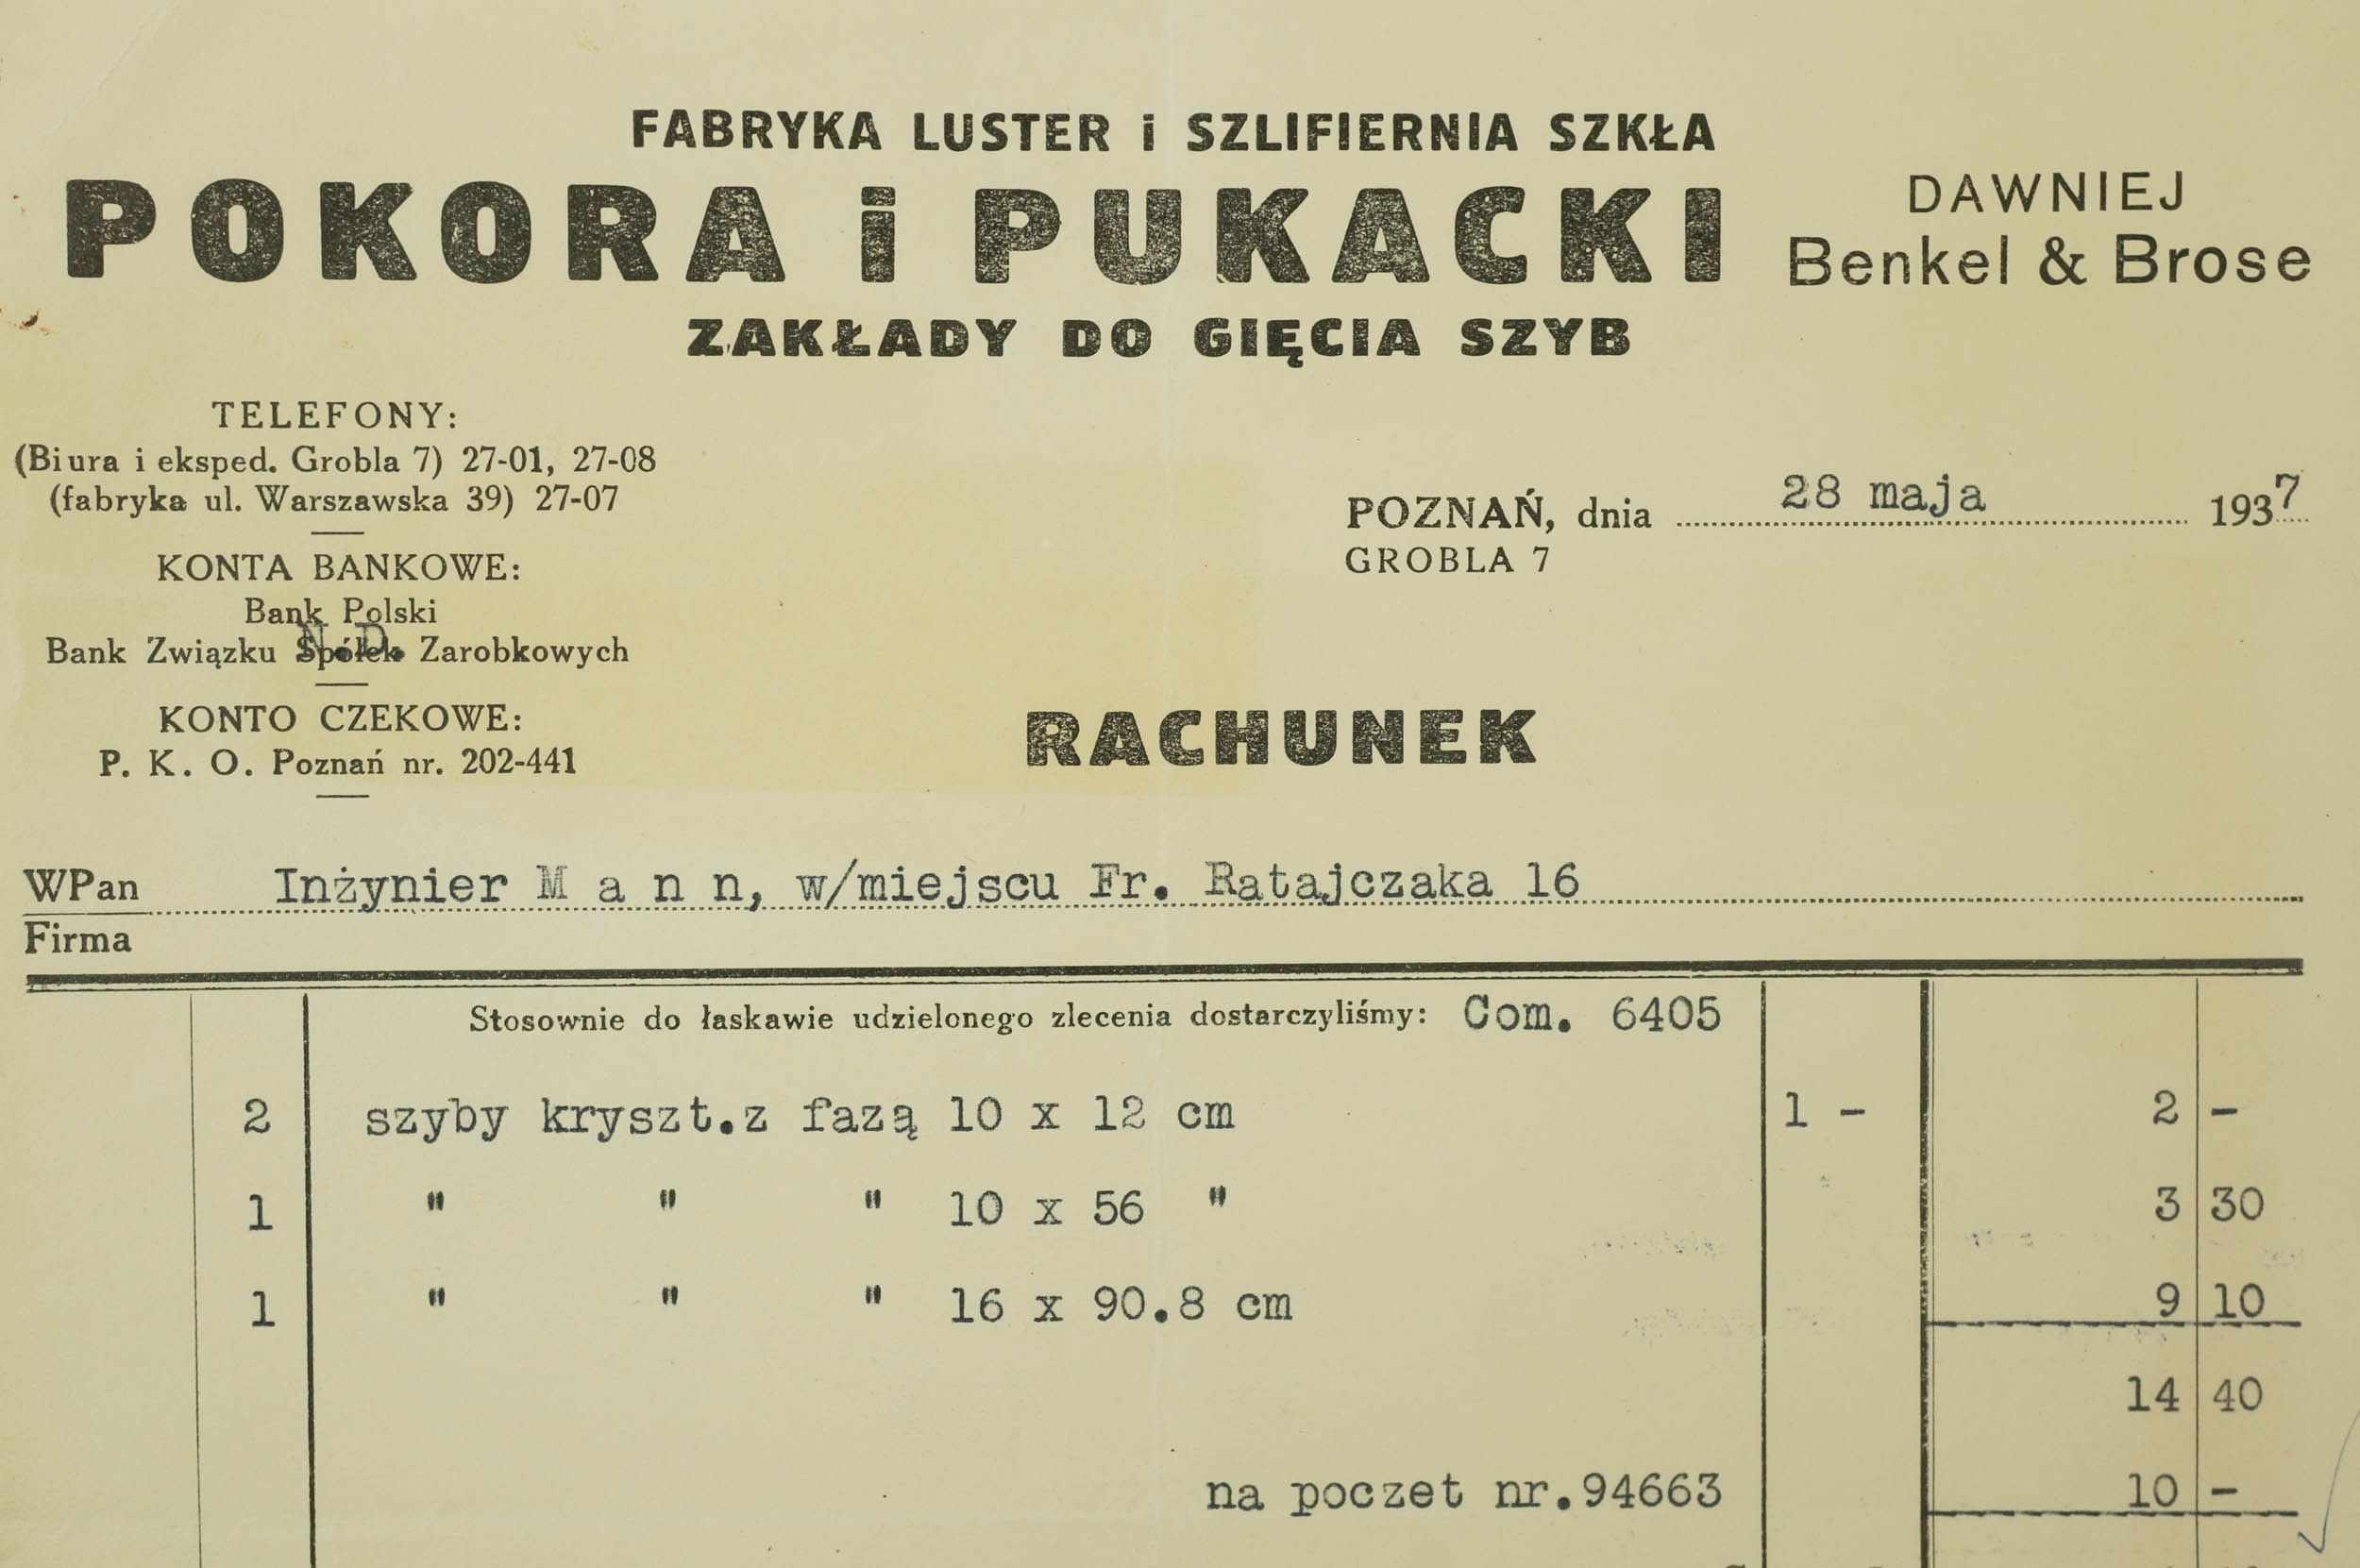 FABRYKA LUSTER i SZLIFIERNIA SZKŁA
POKORA i PUKACKI
DAWNIEJ
Benkel & Brose
ZAKŁADY DO GIĘCIA SZYB
TELEFONY:
(Biura i eksped. Grobla 7) 27-01, 27-08
(fabryka ul. Warszawska 39) 27-07
KONTA BANKOWE:
Bank Polski
Bank Związku Spółek Zarobkowych
KONTO CZEKOWE:
P. K. O. Poznań nr. 202-441
POZNAŃ, dnia 28 maja 1937
GROBLA 7
RACHUNEK
WPan Inżynier M a n n, w/miejscu Fr. Ratajczaka 16
Firma
Stosownie do łaskawie udzielonego zlecenia dostarczyliśmy: Com. 6405
2 szyby kryszt.z fazą 10 x 12 cm 1 - 2 -
1 " " " 10 x 56 " 3 30
1 " " " 16 x 90.8 cm 9 10
14 40
na poczet nr.94663 10 -